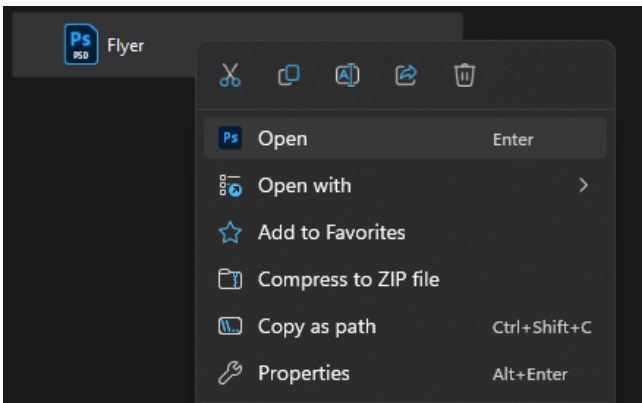 Ps
PSD
Flyer
A
Ps Open Enter
Open with
Add to Favorites
Compress to ZIP file
\\.. Copy as path Ctrl+Shift+C
Properties Alt+Enter